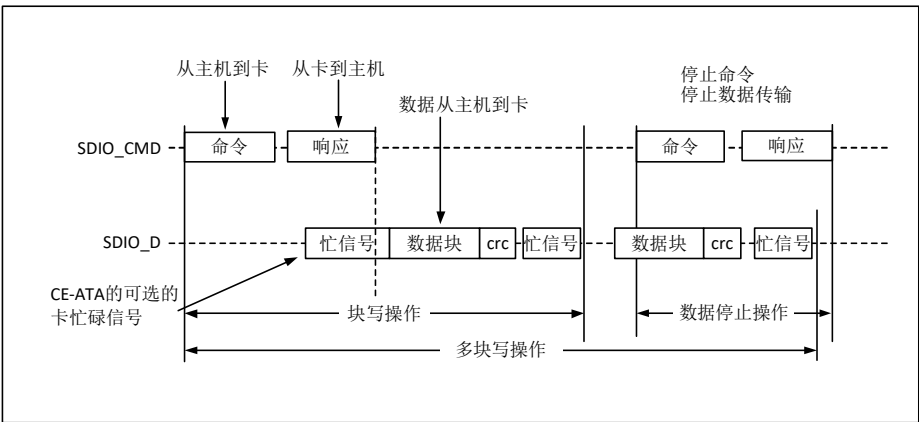 从主机到卡
从卡到主机
停止命令
停止数据传输
数据从主机到卡
SDIO_CMD
命令
响应
命令
响应
SDIO_D
忙信号
数据块
crc
忙信号
数据块
crc
忙信号
CE-ATA的可选的
卡忙碌信号
块写操作
数据停止操作
多块写操作